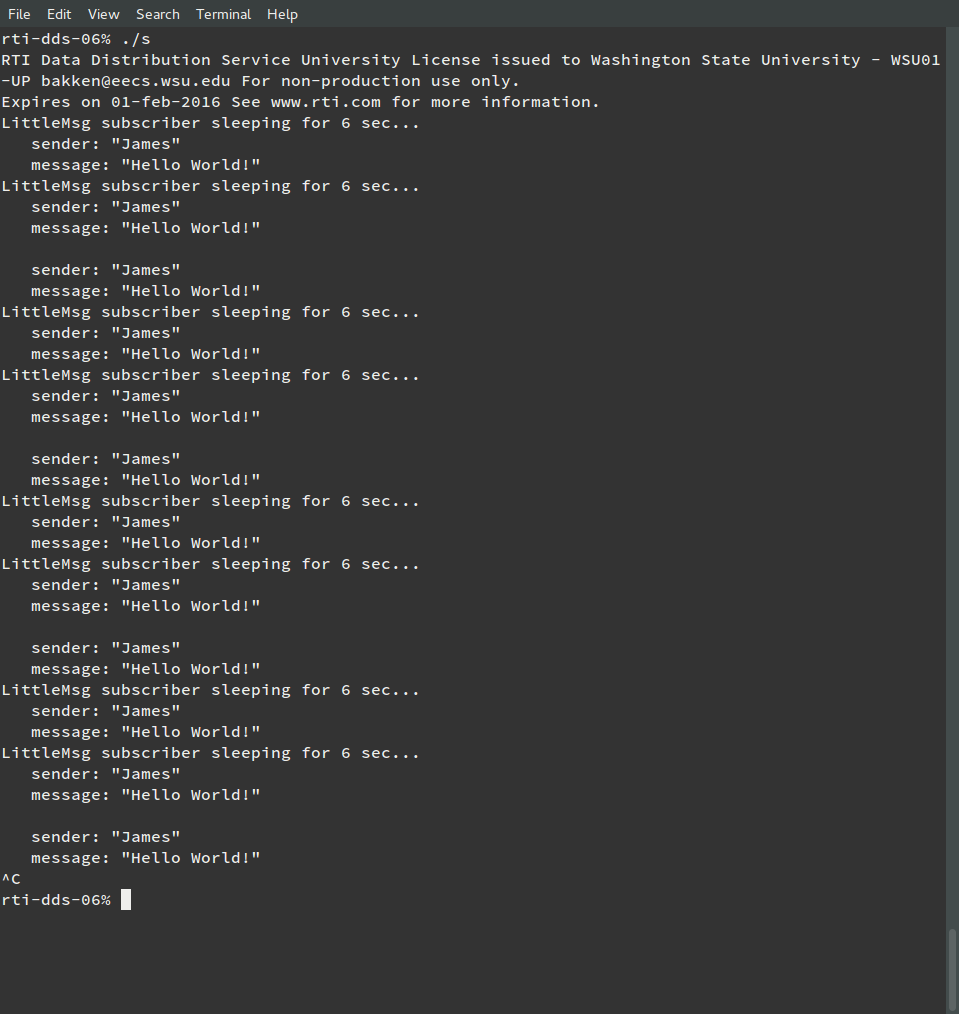 File Edit View Search Terminal Help
rti-dds-06% ./s
RTI Data Distribution Service University License issued to Washington State University - WSU01
-UP bakken@eecs.wsu.edu For non-production use only.
Expires on 01-feb-2016 See www.rti.com for more information.
LittleMsg subscriber sleeping for 6 sec...
   sender: "James"
   message: "Hello World!"
LittleMsg subscriber sleeping for 6 sec...
   sender: "James"
   message: "Hello World!"

   sender: "James"
   message: "Hello World!"
LittleMsg subscriber sleeping for 6 sec...
   sender: "James"
   message: "Hello World!"
LittleMsg subscriber sleeping for 6 sec...
   sender: "James"
   message: "Hello World!"

   sender: "James"
   message: "Hello World!"
LittleMsg subscriber sleeping for 6 sec...
   sender: "James"
   message: "Hello World!"
LittleMsg subscriber sleeping for 6 sec...
   sender: "James"
   message: "Hello World!"

   sender: "James"
   message: "Hello World!"
LittleMsg subscriber sleeping for 6 sec...
   sender: "James"
   message: "Hello World!"
LittleMsg subscriber sleeping for 6 sec...
   sender: "James"
   message: "Hello World!"

   sender: "James"
   message: "Hello World!"
^C
rti-dds-06%